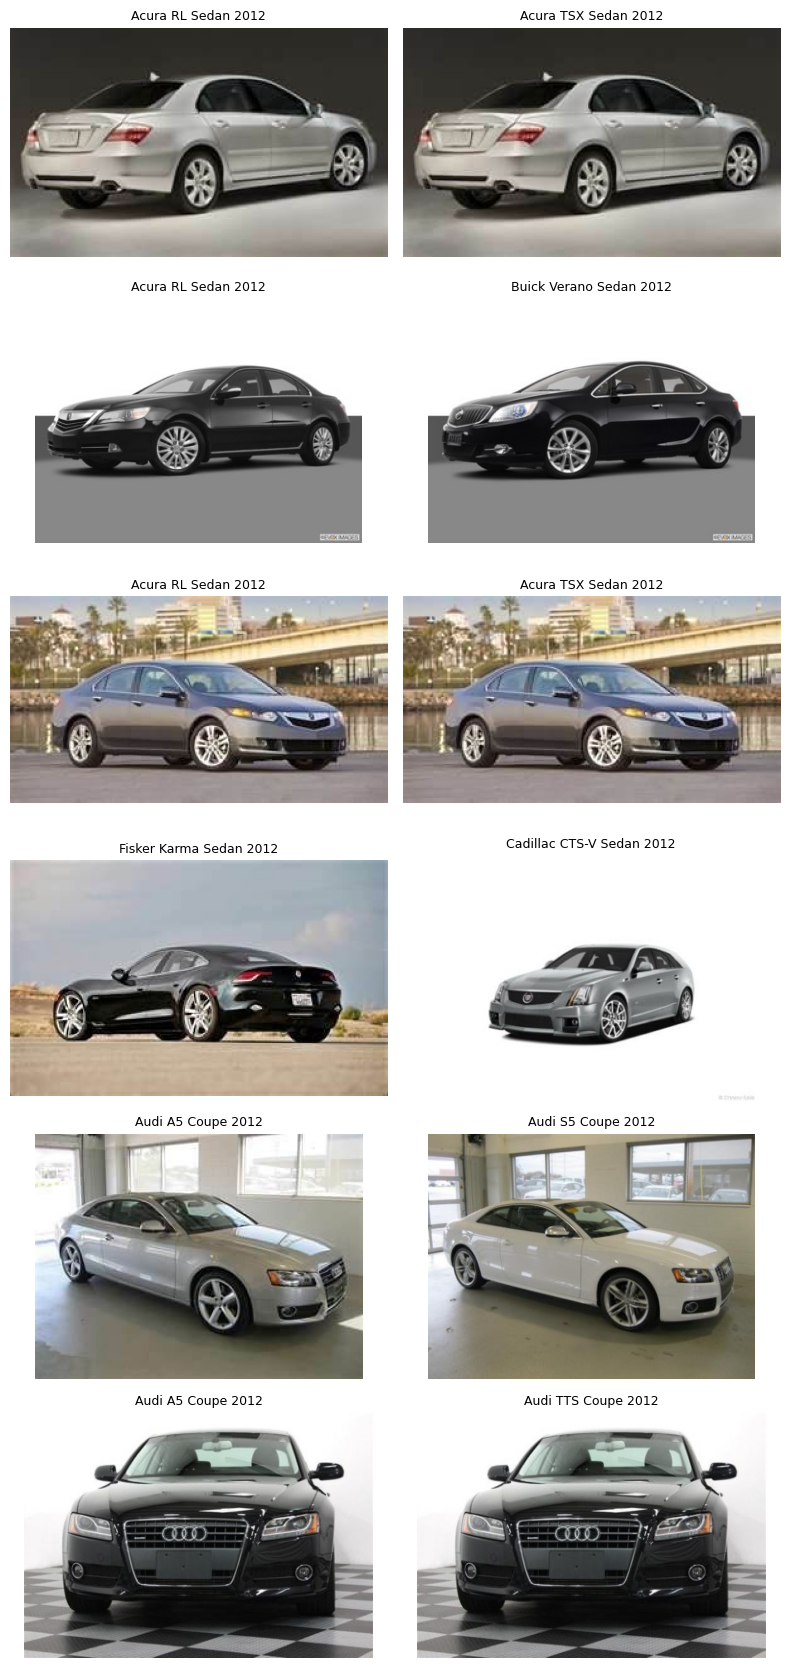 Acura RL Sedan 2012
Acura TSX Sedan 2012
Acura RL Sedan 2012
Buick Verano Sedan 2012
Acura RL Sedan 2012
Acura TSX Sedan 2012
Fisker Karma Sedan 2012
Cadillac CTS-V Sedan 2012
Audi A5 Coupe 2012
Audi S5 Coupe 2012
Audi A5 Coupe 2012
Audi TTS Coupe 2012